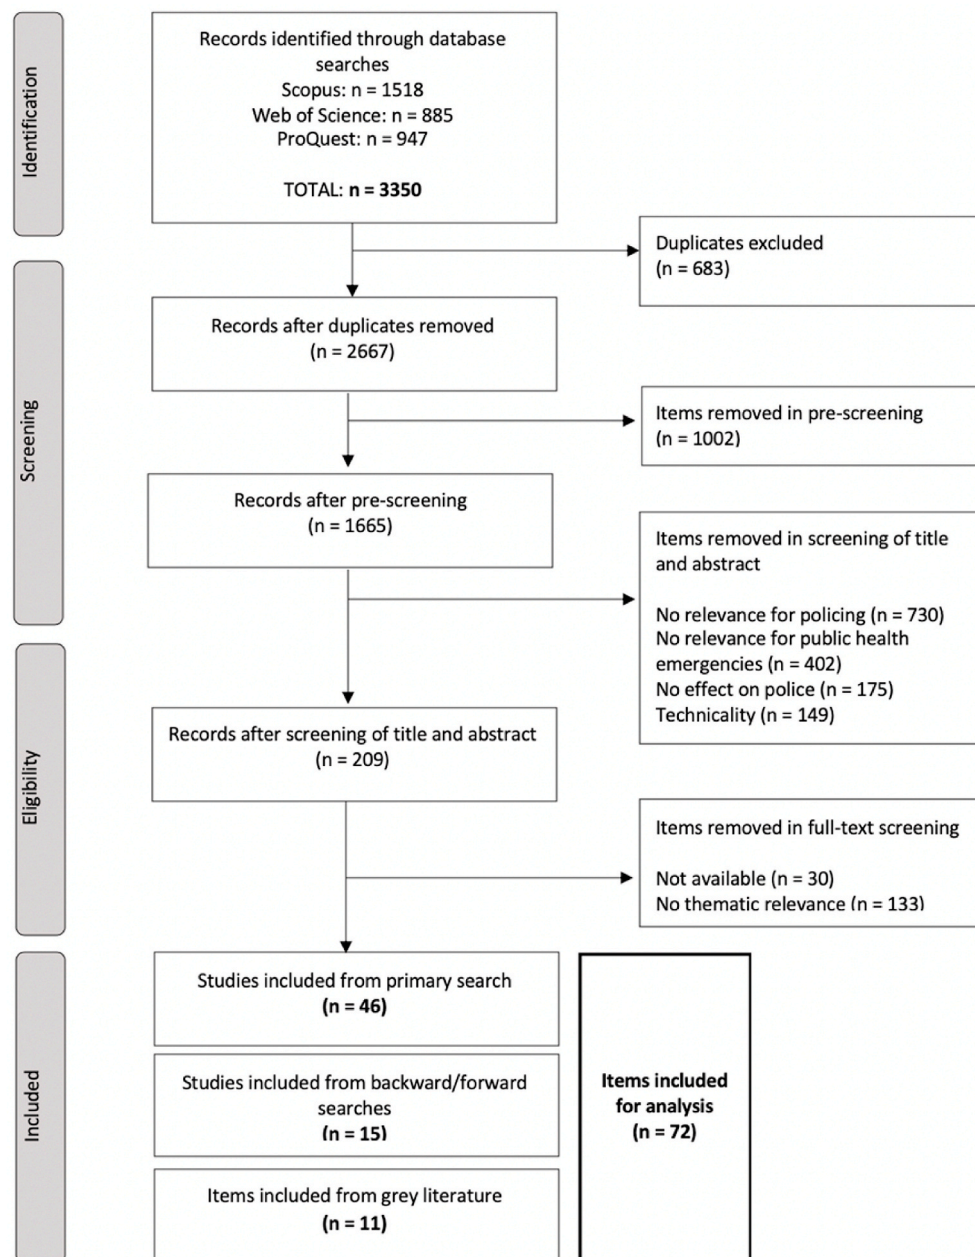 Identification
Records identified through database
searches
Scopus: n = 1518
Web of Science: n = 885
ProQuest: n = 947
TOTAL: n = 3350
Duplicates excluded
(n = 683)
Screening
Records after duplicates removed
(n = 2667)
Items removed in pre-screening
(n = 1002)
Records after pre-screening
(n = 1665)
Items removed in screening of title
and abstract
No relevance for policing (n = 730)
No relevance for public health
emergencies (n = 402)
No effect on police (n = 175)
Technicality (n = 149)
Eligibility
Records after screening of title and abstract
(n = 209)
Items removed in full-text screening
Not available (n = 30)
No thematic relevance (n = 133)
Included
Studies included from primary search
(n = 46)
Studies included from backward/forward
searches
(n = 15)
Items included from grey literature
(n = 11)
Items included
for analysis
(n = 72)